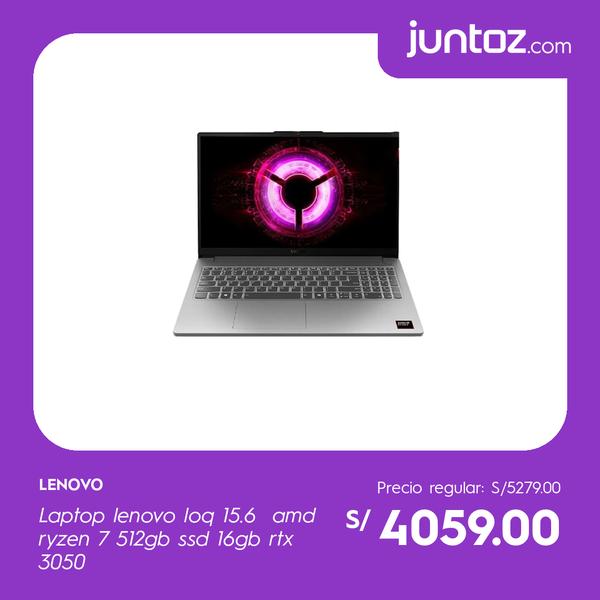 juntoz.com
LENOVO
Laptop lenovo loq 15.6 amd
ryzen 7 512gb ssd 16gb rtx
3050
Precio regular: S/5279.00
S/ 4059.00